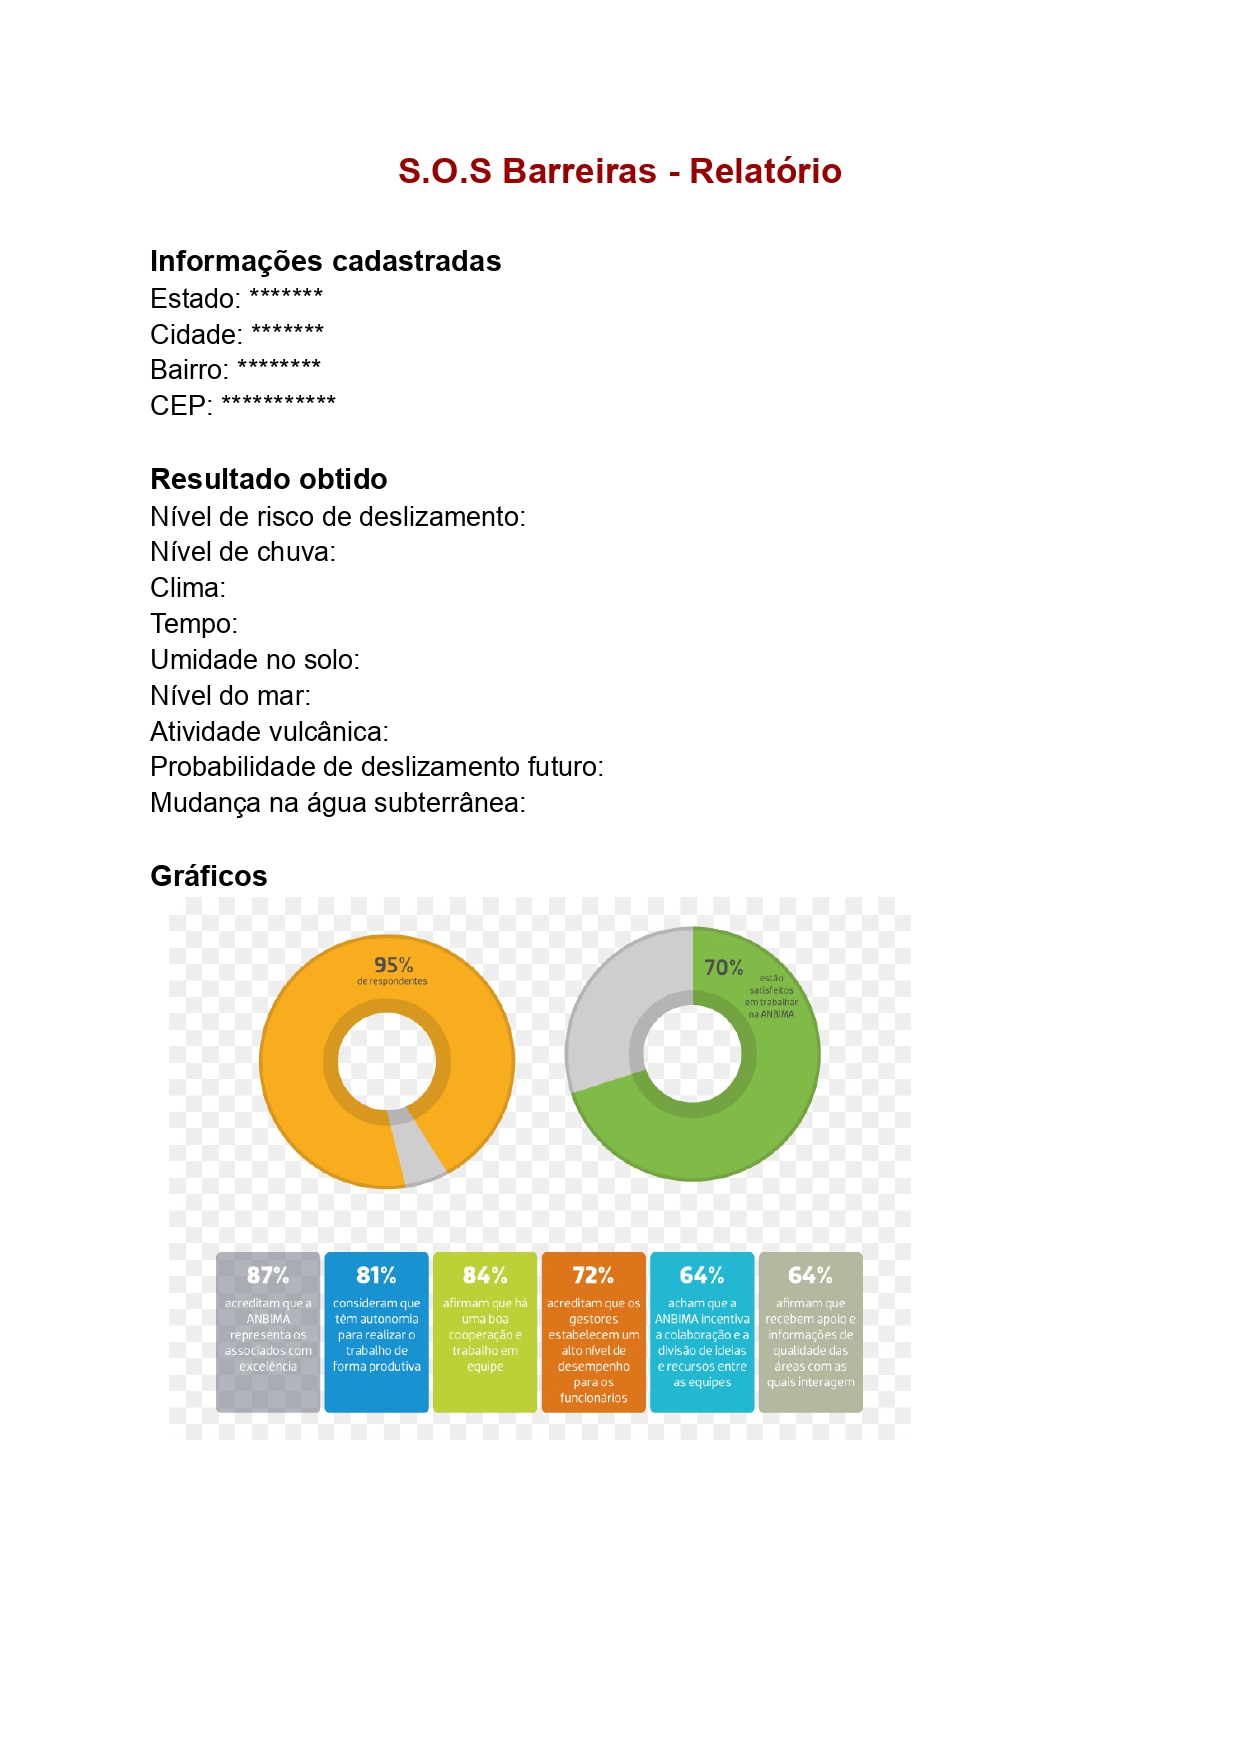 S.O.S Barreiras - Relatório
Informações cadastradas
Estado: *******
Cidade: *******
Bairro: ********
CEP: ***********
Resultado obtido
Nível de risco de deslizamento:
Nível de chuva:
Clima:
Tempo:
Umidade no solo:
Nível do mar:
Atividade vulcânica:
Probabilidade de deslizamento futuro:
Mudança na água subterrânea:
Gráficos
95%
de respondentes
70%
estão
satisfeitos
em trabalhar
na ANBIMA
87%
acreditam que a
ANBIMA
representa os
associados com
excelência
81%
consideram que
têm autonomia
para realizar o
trabalho de
forma produtiva
84%
afirmam que há
uma boa
cooperação e
trabalho em
equipe
72%
acreditam que os
gestores
estabelecem um
alto nível de
desempenho
para os
funcionários
64%
acham que a
ANBIMA incentiva
a colaboração e a
divisão de ideias
e recursos entre
as equipes
64%
afirmam que
recebem apoio e
informações de
qualidade das
áreas com as
quais interagem